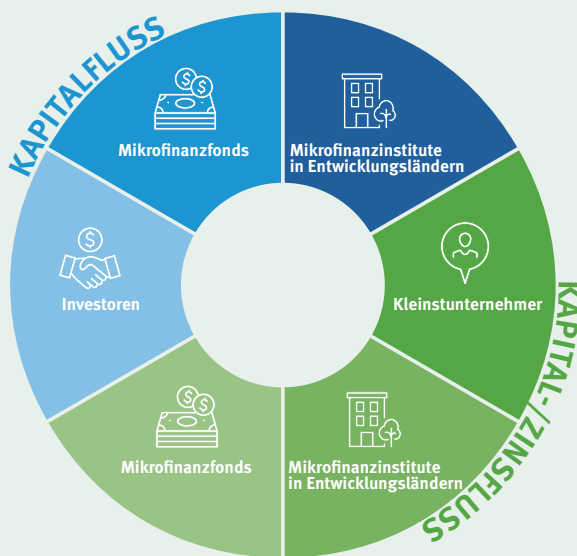 KAPITALFLUSS
Mikrofinanzfonds
Mikrofinanzinstitute
in Entwicklungsländern
Investoren
Kleinstunternehmer
KAPITAL-/ZINSFLUSS
Mikrofinanzfonds
Mikrofinanzinstitute
in Entwicklungsländern